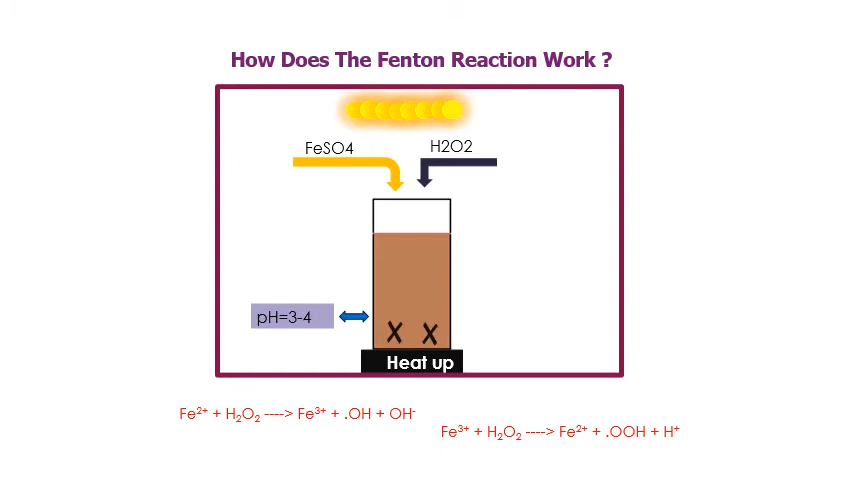 How Does The Fenton Reaction Work ?
FeSO4
H2O2
pH=3-4
X X
Heat up
Fe²⁺ + H₂O₂ ----> Fe³⁺ + .OH + OH⁻
Fe³⁺ + H₂O₂ ----> Fe²⁺ + .OOH + H⁺